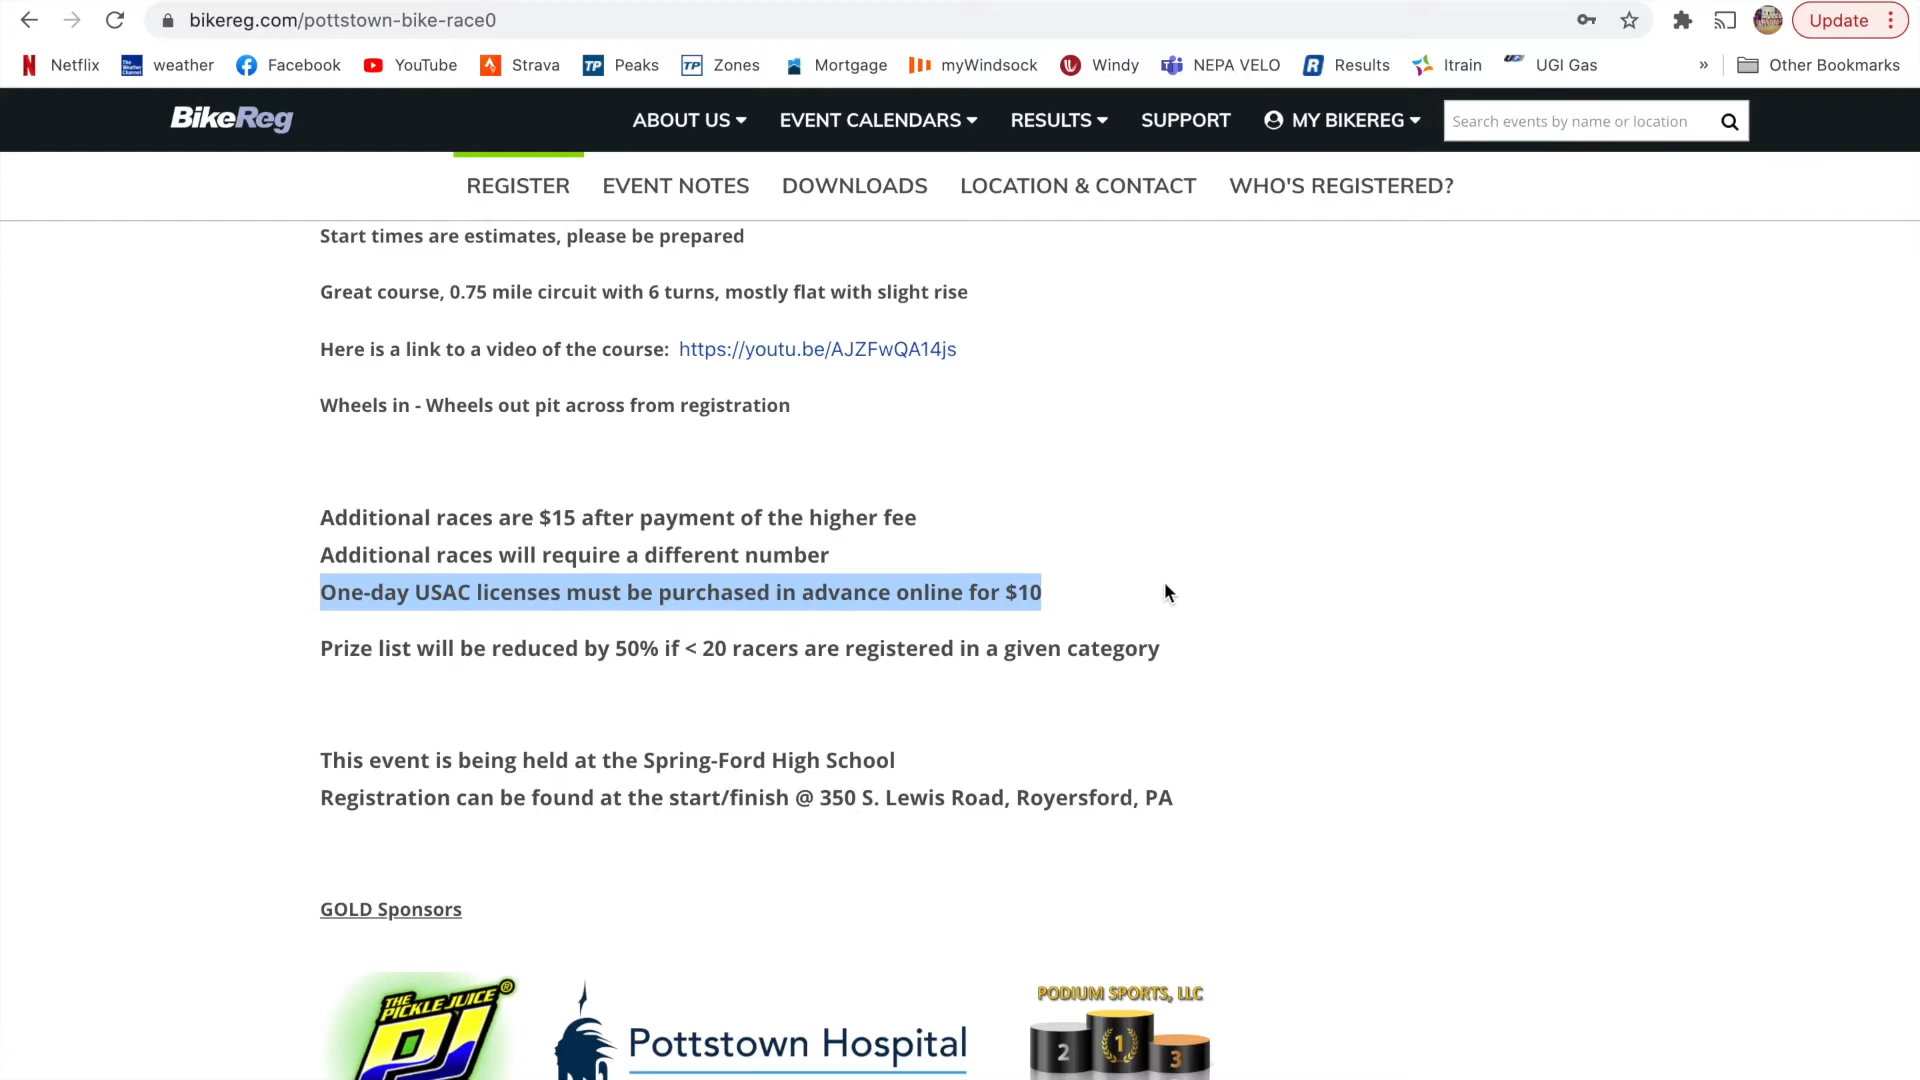 bikereg.com/pottstown-bike-race0
Update
Netflix weather Facebook YouTube Strava TP Peaks TP Zones Mortgage myWindsock Windy NEPA VELO R Results Itrain UGI UGI Gas » Other Bookmarks
BikeReg ABOUT US EVENT CALENDARS RESULTS SUPPORT MY BIKEREG Search events by name or location
REGISTER EVENT NOTES DOWNLOADS LOCATION & CONTACT WHO'S REGISTERED?
Start times are estimates, please be prepared
Great course, 0.75 mile circuit with 6 turns, mostly flat with slight rise
Here is a link to a video of the course: https://youtu.be/AJZFwQA14js
Wheels in - Wheels out pit across from registration
Additional races are $15 after payment of the higher fee
Additional races will require a different number
One-day USAC licenses must be purchased in advance online for $10
Prize list will be reduced by 50% if < 20 racers are registered in a given category
This event is being held at the Spring-Ford High School
Registration can be found at the start/finish @ 350 S. Lewis Road, Royersford, PA
GOLD Sponsors
THE PICKLE JUICE ®
PJ
Pottstown Hospital
PODIUM SPORTS, LLC
2 1 3